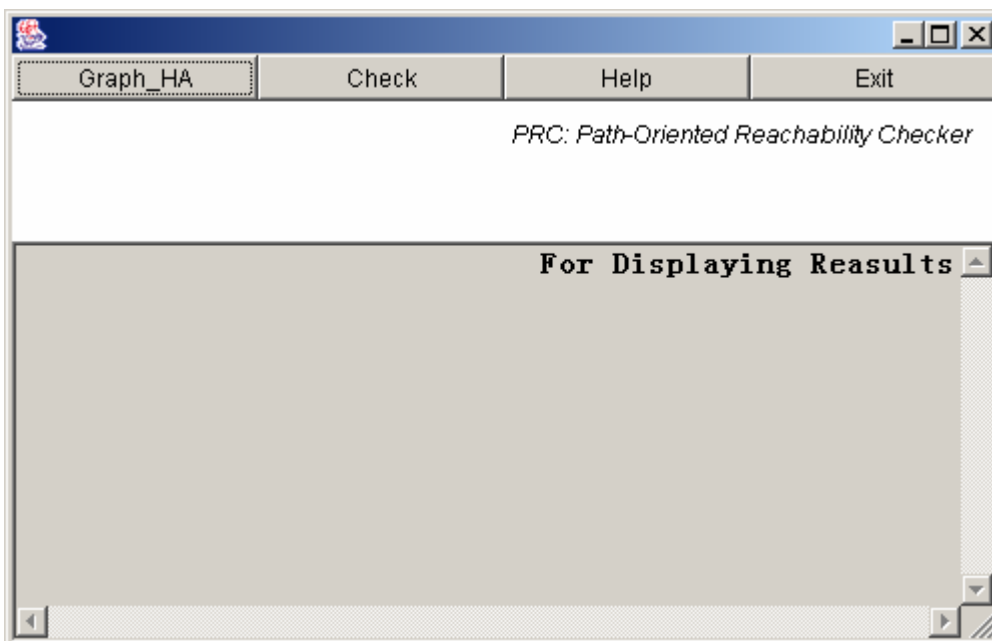 Graph_HA Check Help Exit
PRC: Path-Oriented Reachability Checker
For Displaying Reasults